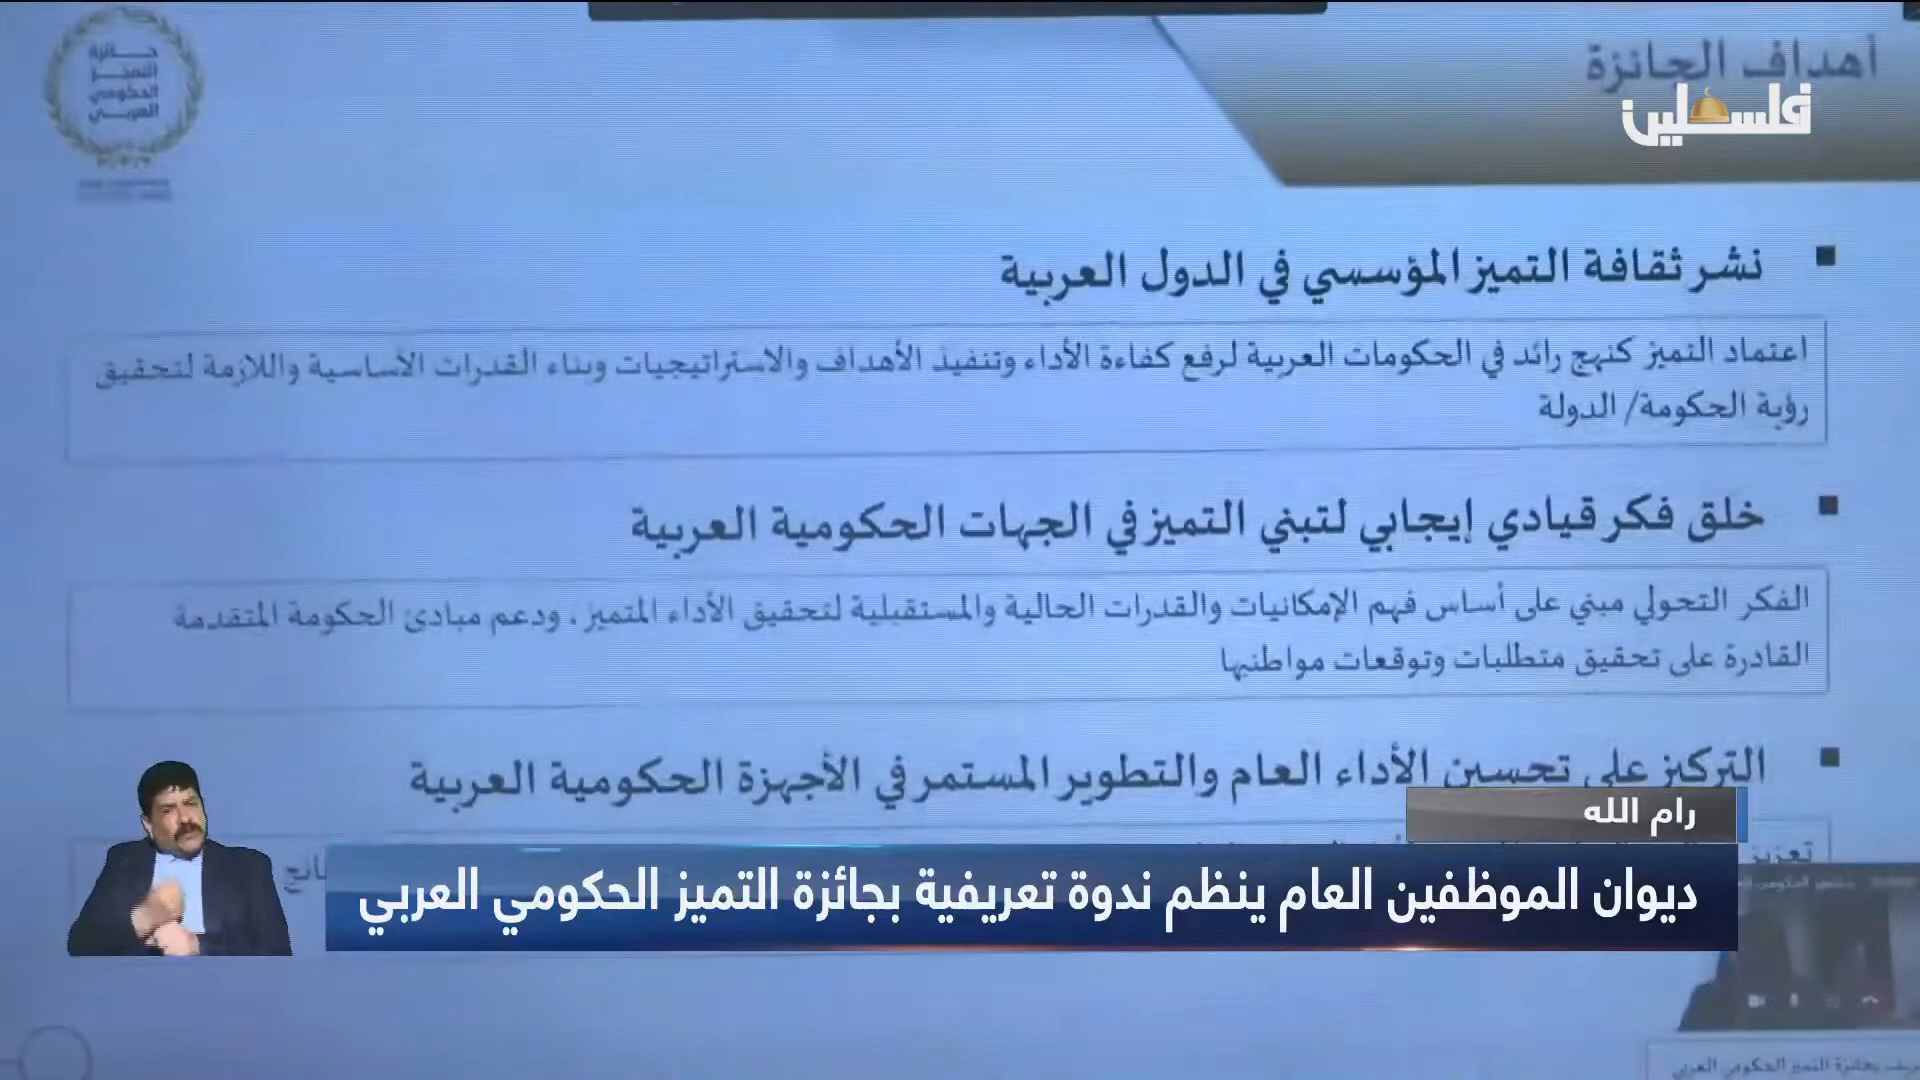 جائزة
التميز
الحكومي
العربي
أهداف الجائزة
فلسطين
نشر ثقافة التميز المؤسسي في الدول العربية
اعتماد التميز كنهج رائد في الحكومات العربية لرفع كفاءة الأداء وتنفيذ الأهداف والاستراتيجيات وبناء القدرات الأساسية واللازمة لتحقيق
رؤية الحكومة/ الدولة
خلق فكر قيادي إيجابي لتبني التميز في الجهات الحكومية العربية
الفكر التحولي مبني على أساس فهم الإمكانيات والقدرات الحالية والمستقبلية لتحقيق الأداء المتميز، ودعم مبادئ الحكومة المتقدمة
القادرة على تحقيق متطلبات وتوقعات مواطنيها
التركيز على تحسين الأداء العام والتطوير المستمر في الأجهزة الحكومية العربية
رام الله
ديوان الموظفين العام ينظم ندوة تعريفية بجائزة التميز الحكومي العربي
بجائزة التميز الحكومي العربي